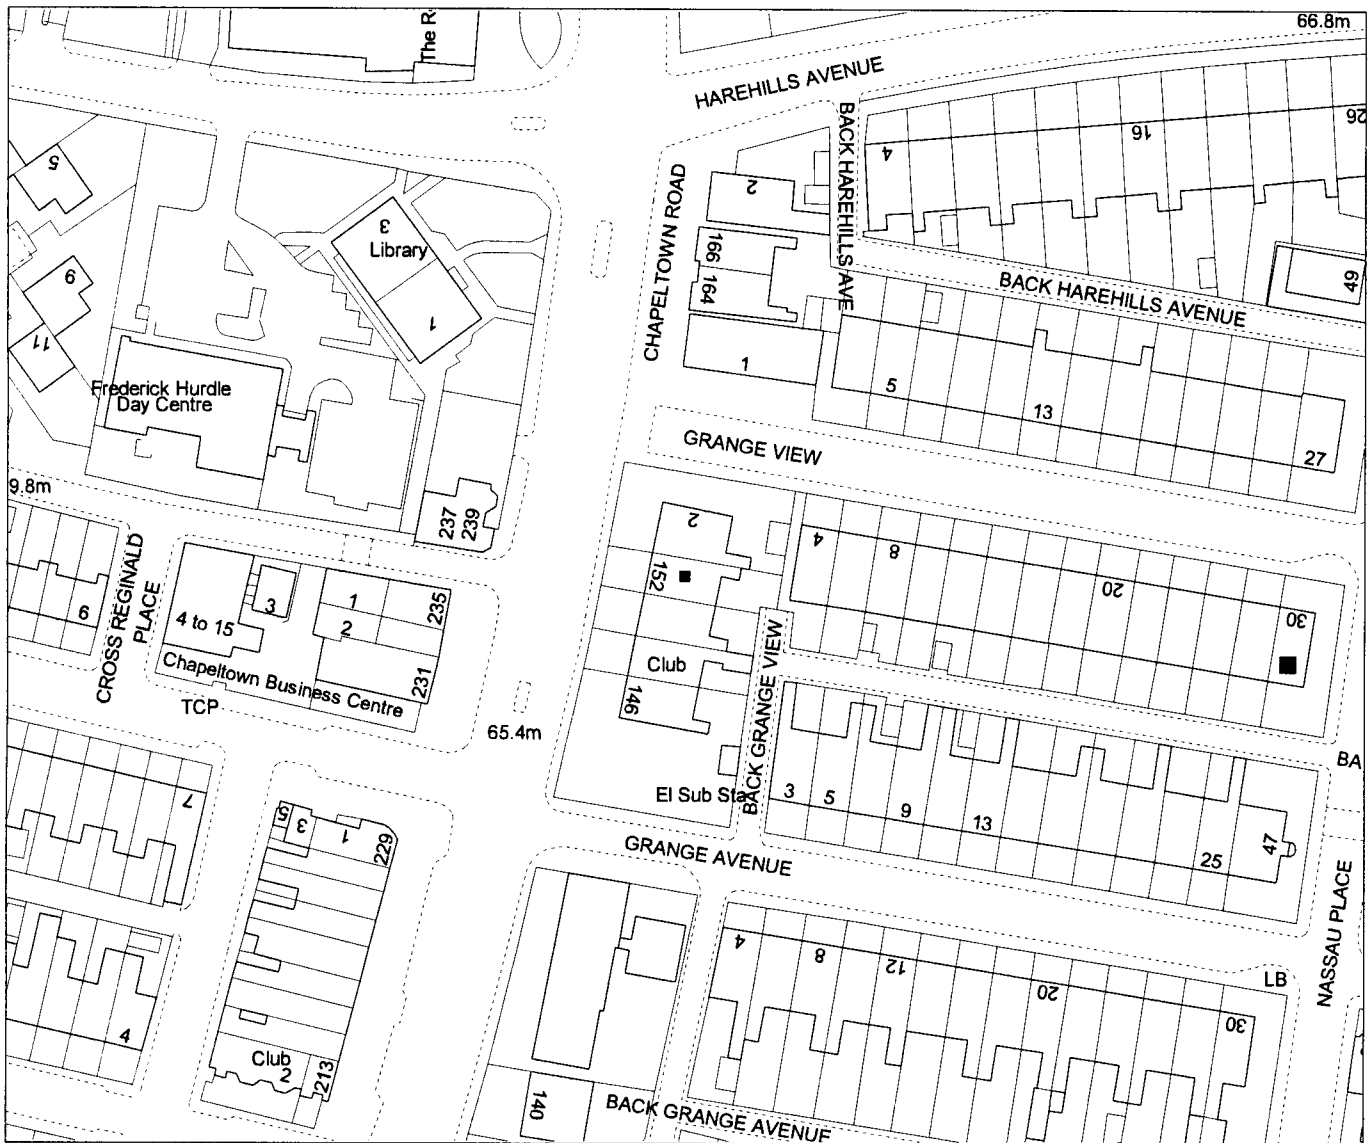 66.8m
The R
HAREHILLS AVENUE
BACK HAREHILLS AVE
4
16
26
5
CHAPELTOWN ROAD
2
3
Library
1
166
164
9
11
BACK HAREHILLS AVENUE
49
1
5
13
27
Frederick Hurdle
Day Centre
GRANGE VIEW
9.8m
237
239
2
152
4
8
20
30
CROSS REGINALD
PLACE
6
4 to 15
3
1
2
235
231
Chapeltown Business Centre
TCP
Club
146
BACK GRANGE VIEW
65.4m
El Sub Sta
3
5
9
13
25
47
BA
NASSAU PLACE
7
5
3
1
229
GRANGE AVENUE
4
8
12
20
30
LB
4
Club
2
213
140
BACK GRANGE AVENUE